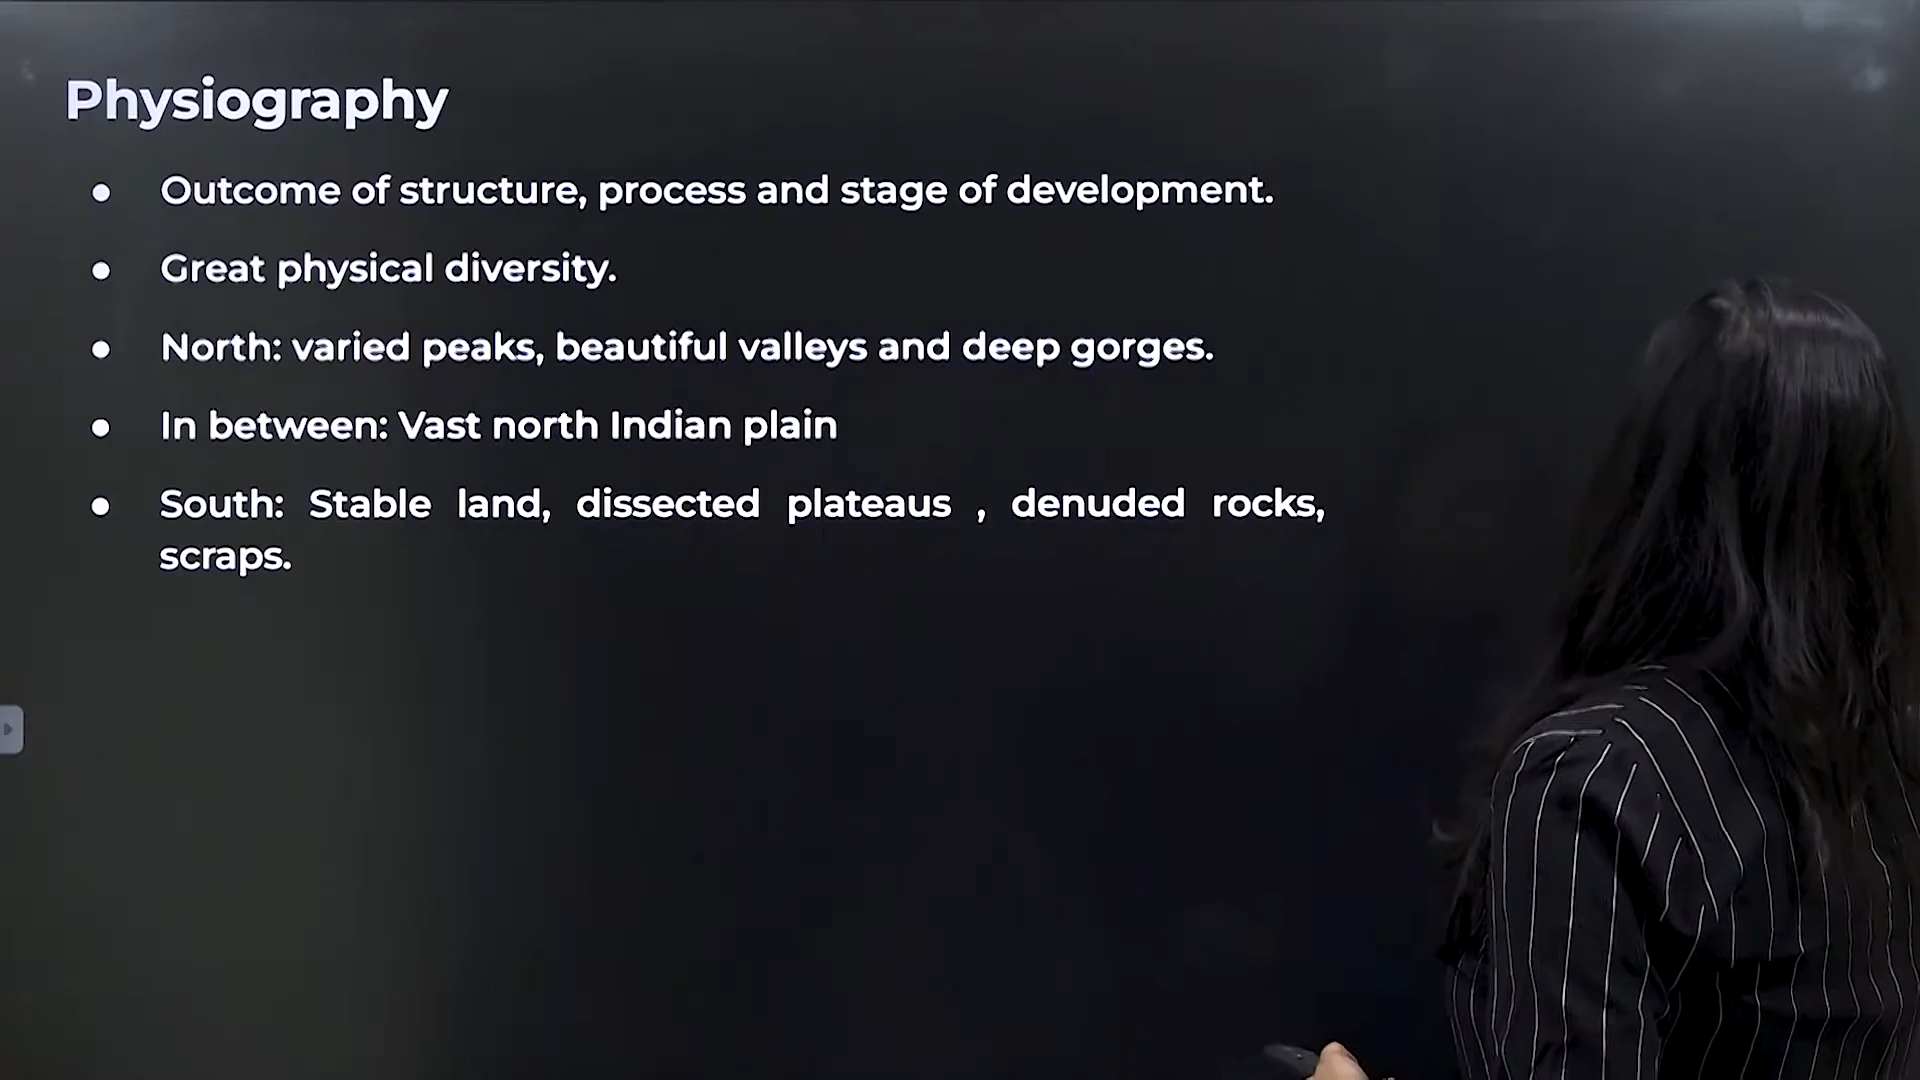 Physiography
● Outcome of structure, process and stage of development.
● Great physical diversity.
● North: varied peaks, beautiful valleys and deep gorges.
● In between: Vast north Indian plain
● South: Stable land, dissected plateaus , denuded rocks,
scraps.